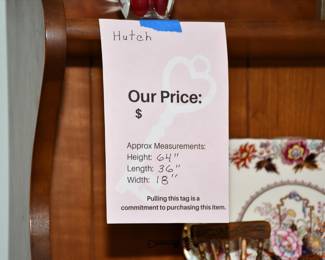 Hutch
Our Price:
$
Approx Measurements:
Height: 64"
Length: 36"
Width: 18"
Pulling this tag is a
commitment to purchasing this item.